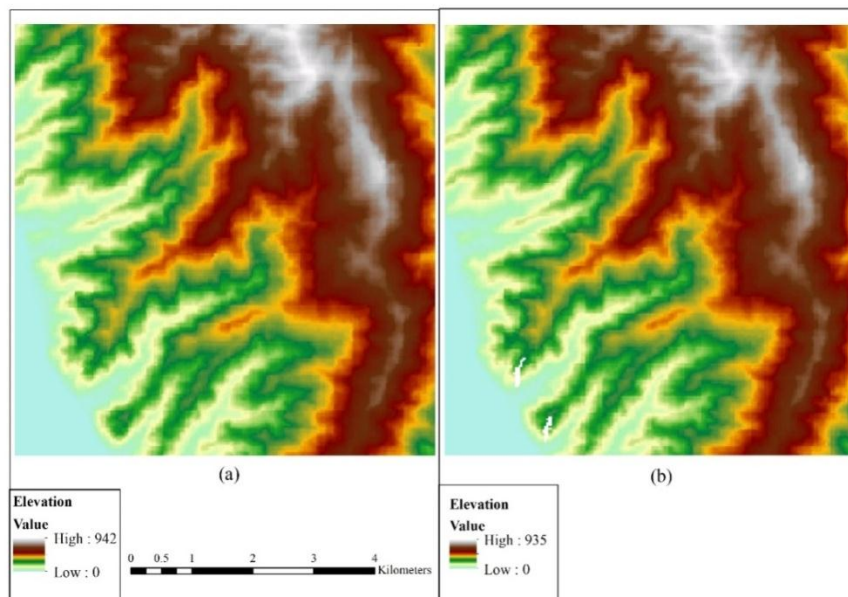 (a)
(b)
Elevation
Value
High : 942
Low : 0
0 0.5 1 2 3 4
Kilometers
Elevation
Value
High : 935
Low : 0